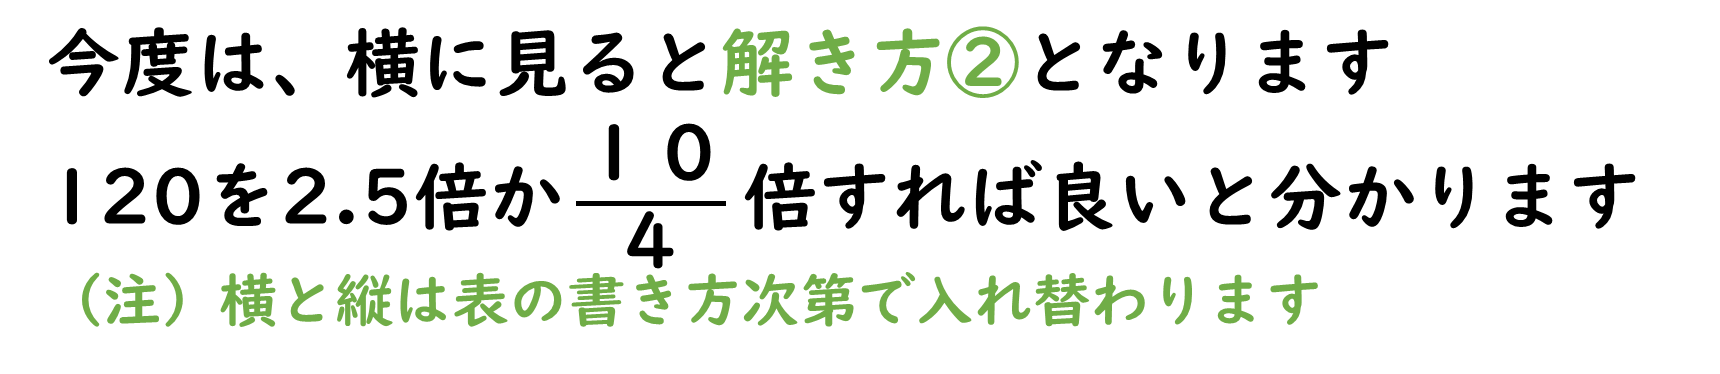 今度は、横に見ると解き方②となります
120を2.5倍か10/4倍すれば良いと分かります
（注）横と縦は表の書き方次第で入れ替わります